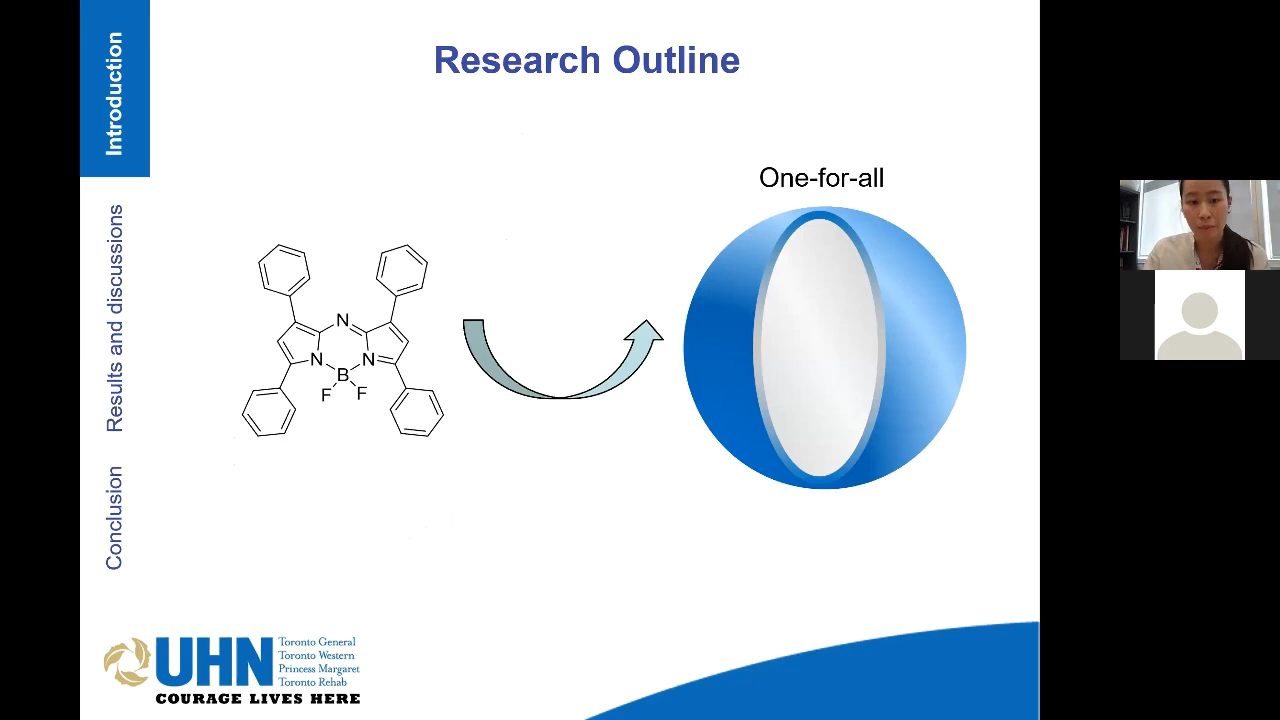 Research Outline
Introduction
Results and discussions
Conclusion
One-for-all
N
N
N
B
F
F
UHN
Toronto General
Toronto Western
Princess Margaret
Toronto Rehab
COURAGE LIVES HERE